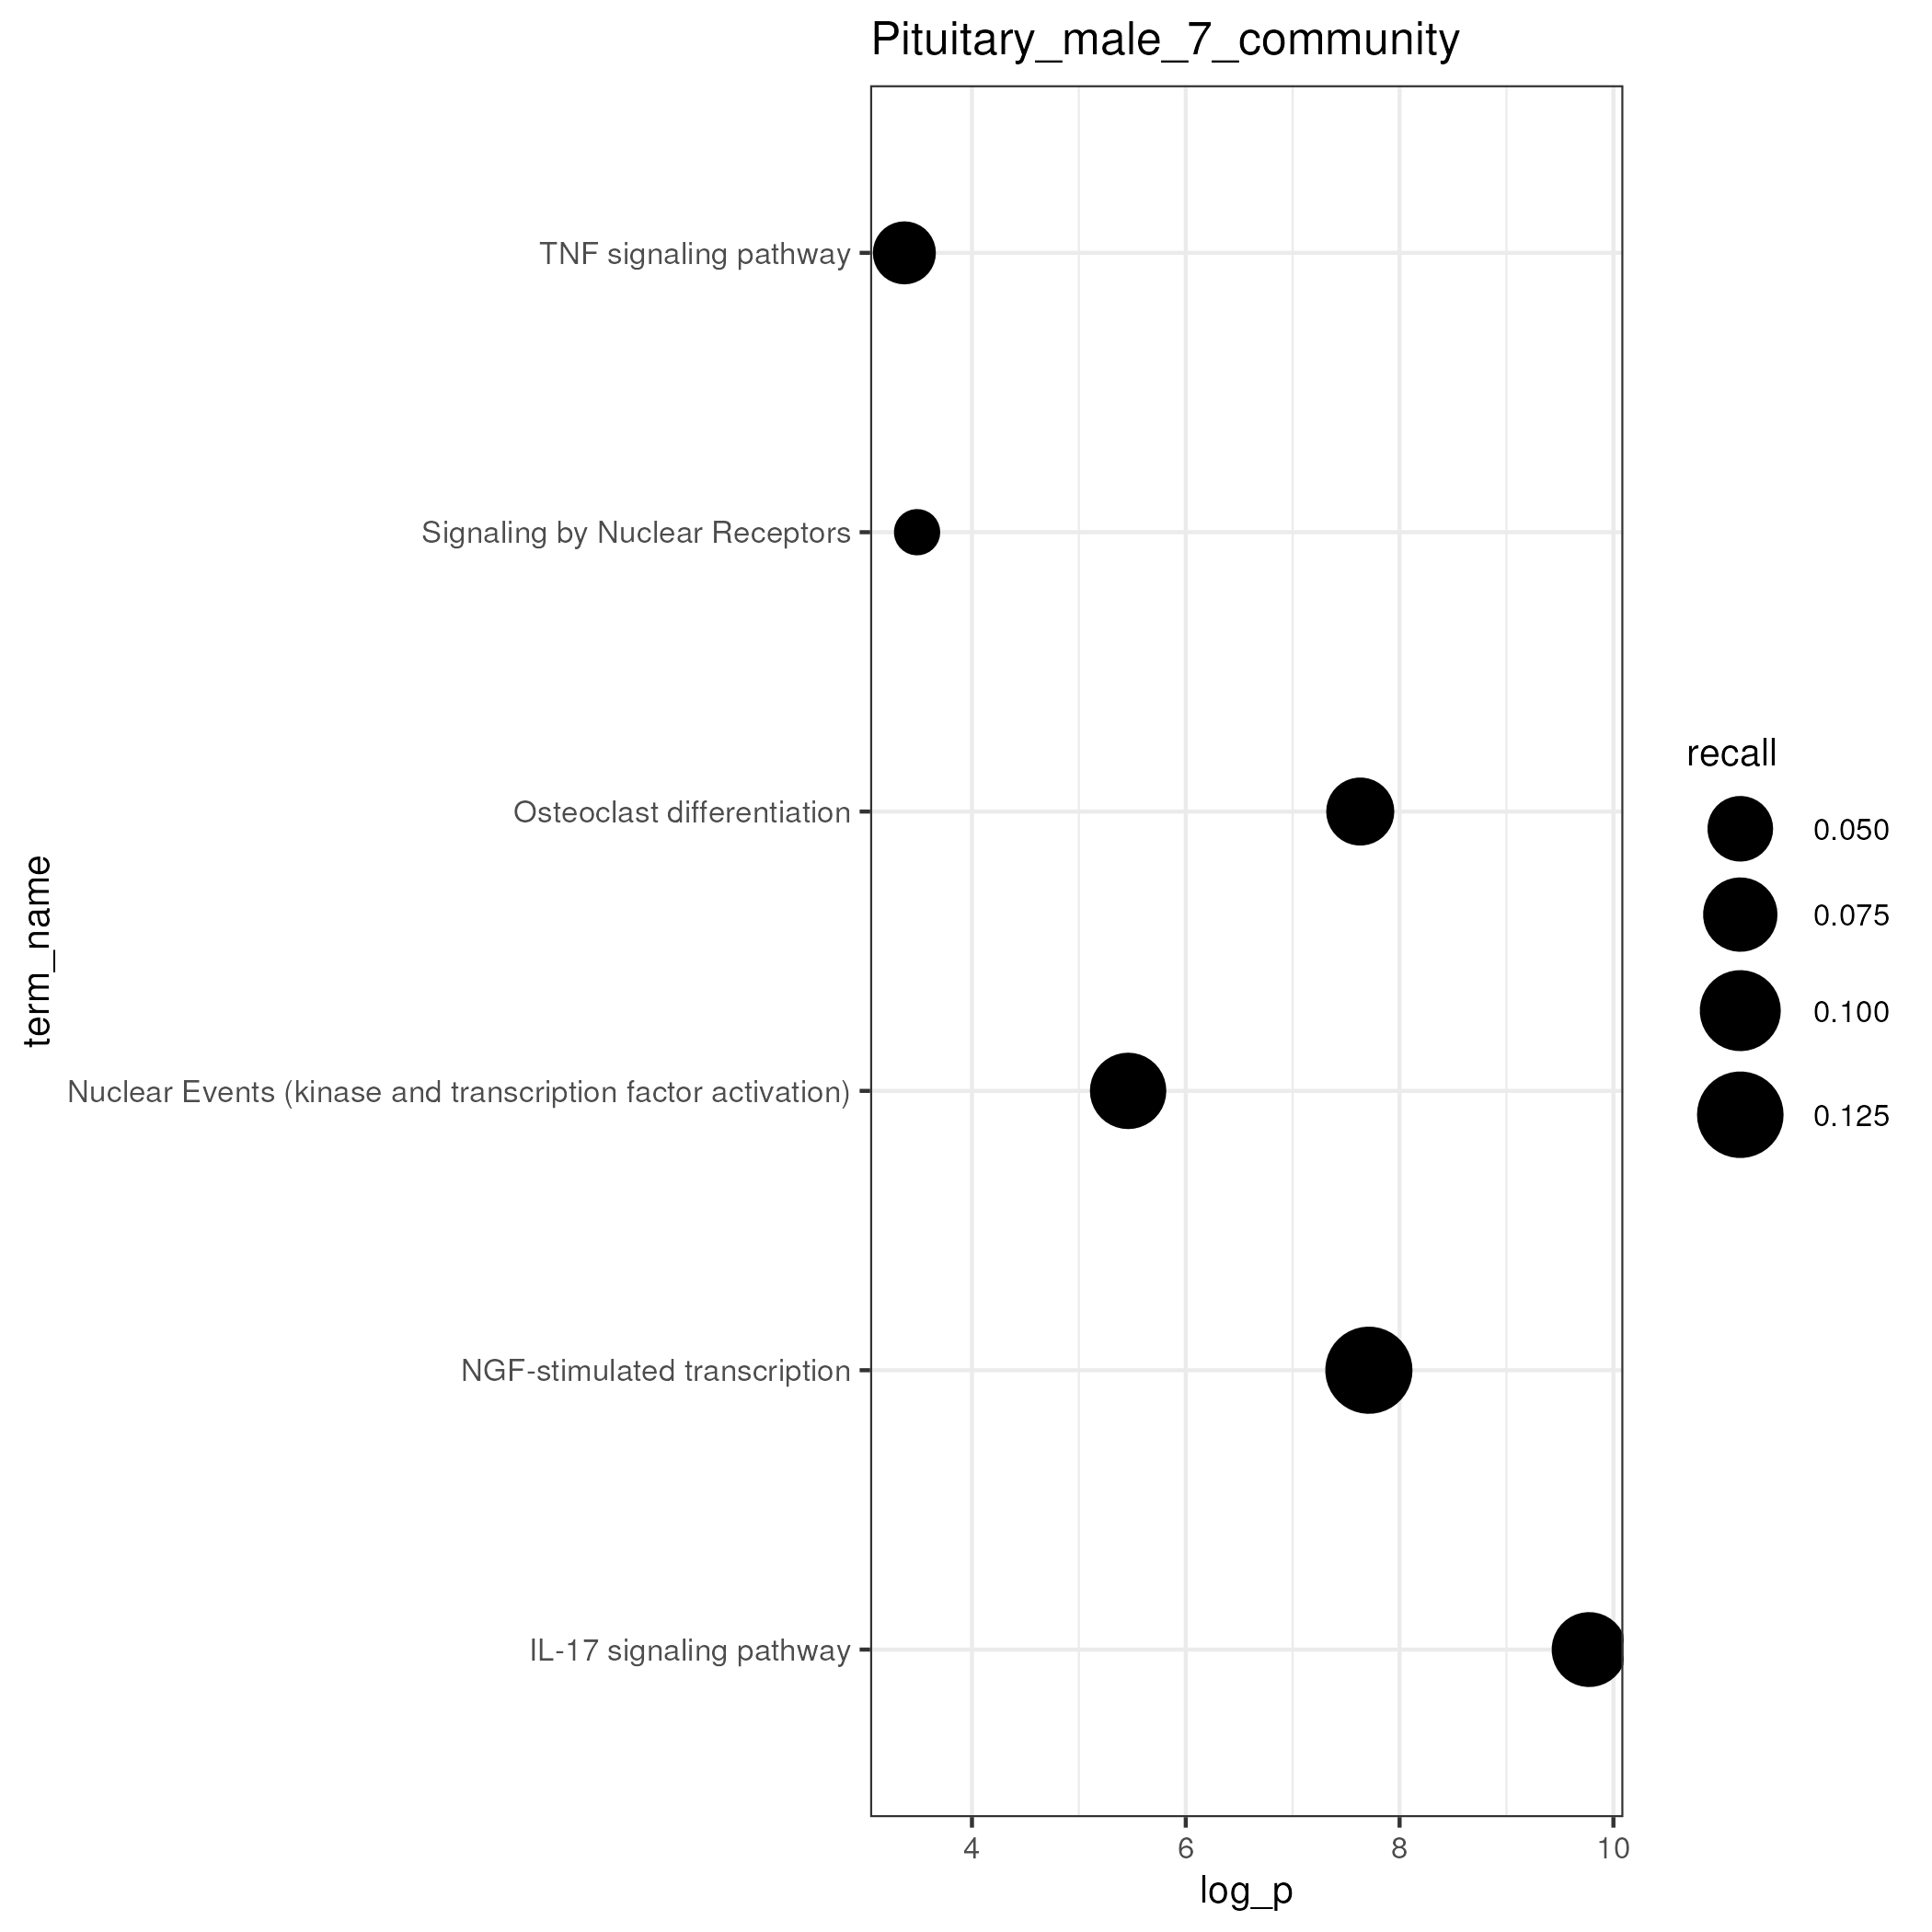 Pituitary_male_7_community
TNF signaling pathway
Signaling by Nuclear Receptors
Osteoclast differentiation
Nuclear Events (kinase and transcription factor activation)
NGF-stimulated transcription
IL-17 signaling pathway
term_name
4
6
8
10
log_p
recall
0.050
0.075
0.100
0.125